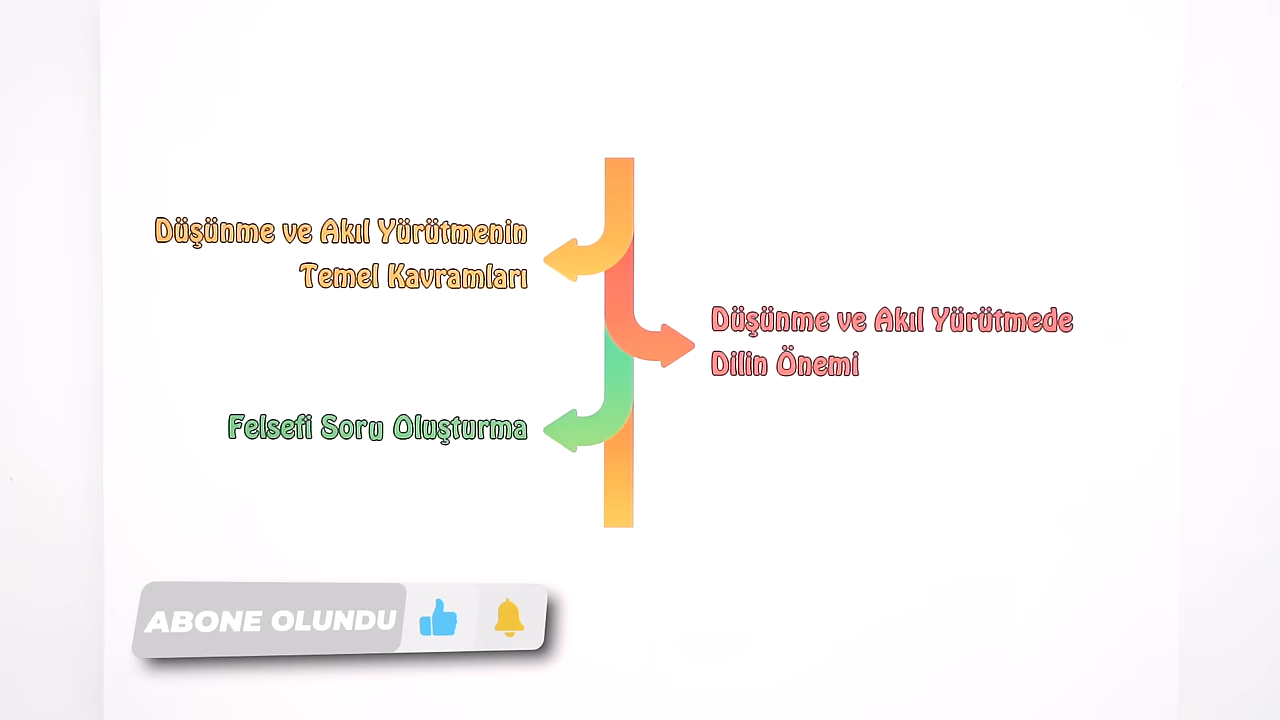 Düşünme ve Akıl Yürütmenin
Temel Kavramları
Düşünme ve Akıl Yürütmede
Dilin Önemi
Felsefi Soru Oluşturma
ABONE OLUNDU